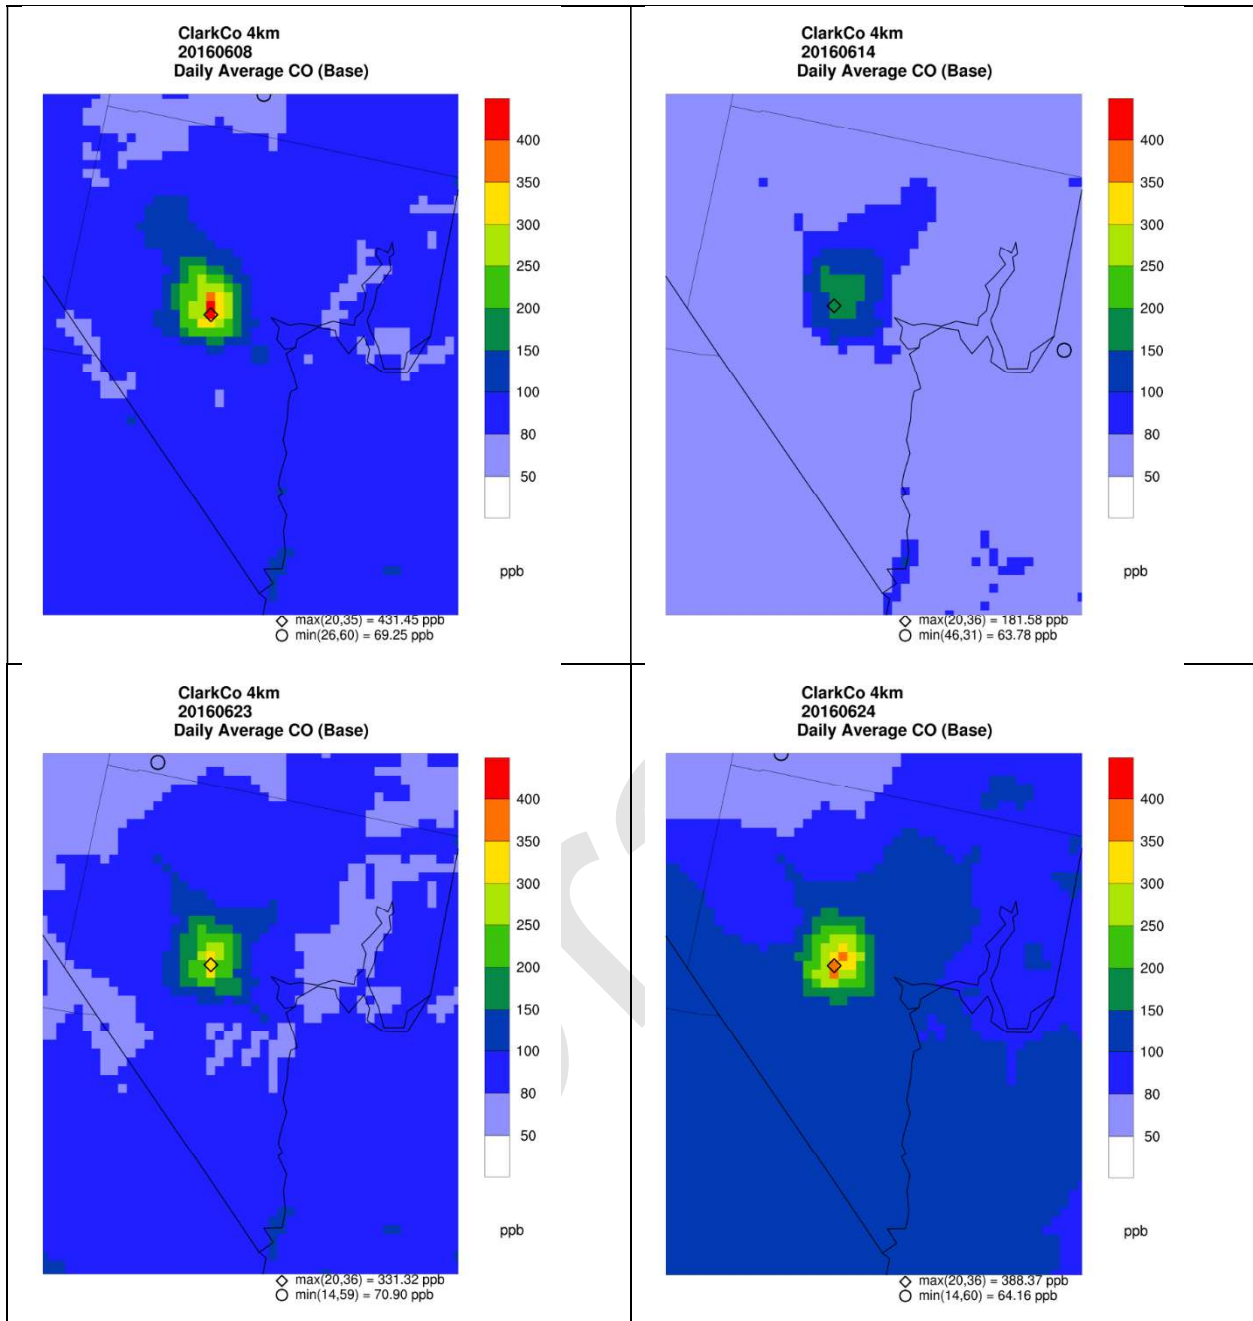 ClarkCo 4km
20160608
Daily Average CO (Base)
400
350
300
250
200
150
100
80
50
ppb
max(20,35) = 431.45 ppb
min(26,60) = 69.25 ppb
ClarkCo 4km
20160614
Daily Average CO (Base)
400
350
300
250
200
150
100
80
50
ppb
max(20,36) = 181.58 ppb
min(46,31) = 63.78 ppb
ClarkCo 4km
20160623
Daily Average CO (Base)
400
350
300
250
200
150
100
80
50
ppb
max(20,36) = 331.32 ppb
min(14,59) = 70.90 ppb
ClarkCo 4km
20160624
Daily Average CO (Base)
400
350
300
250
200
150
100
80
50
ppb
max(20,36) = 388.37 ppb
min(14,60) = 64.16 ppb